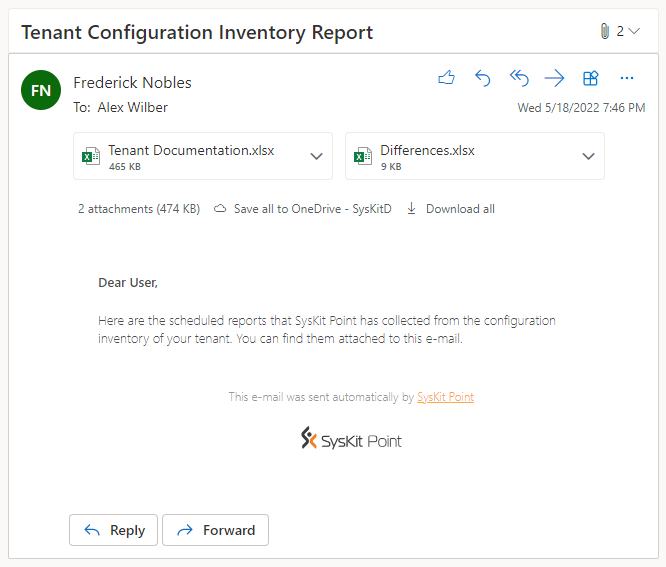 Tenant Configuration Inventory Report
2
FN
Frederick Nobles
To: Alex Wilber
Wed 5/18/2022 7:46 PM
Tenant Documentation.xlsx
465 KB
Differences.xlsx
9 KB
2 attachments (474 KB) Save all to OneDrive - SysKitD Download all
Dear User,
Here are the scheduled reports that SysKit Point has collected from the configuration
inventory of your tenant. You can find them attached to this e-mail.
This e-mail was sent automatically by SysKit Point
SysKit Point
Reply Forward